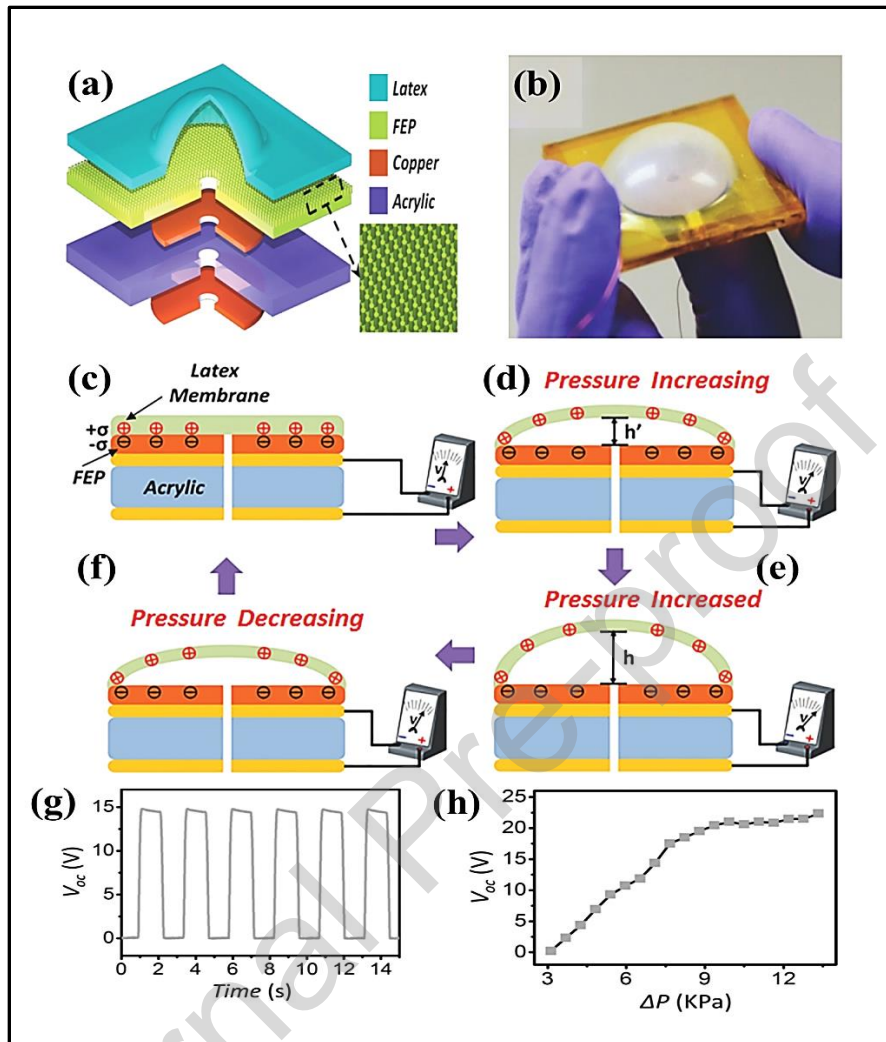 (a)
Latex
FEP
Copper
Acrylic
(b)
(c)
Latex
Membrane
+σ
-σ
FEP
Acrylic
V
- +
(d)
Pressure Increasing
h’
V
- +
(e)
Pressure Increased
h
V
- +
(f)
Pressure Decreasing
V
- +
(g)
15
10
5
0
Voc (V)
0 2 4 6 8 10 12 14
Time (s)
(h)
25
20
15
10
5
0
Voc (V)
3 6 9 12
ΔP (KPa)
rnal Pre-proof